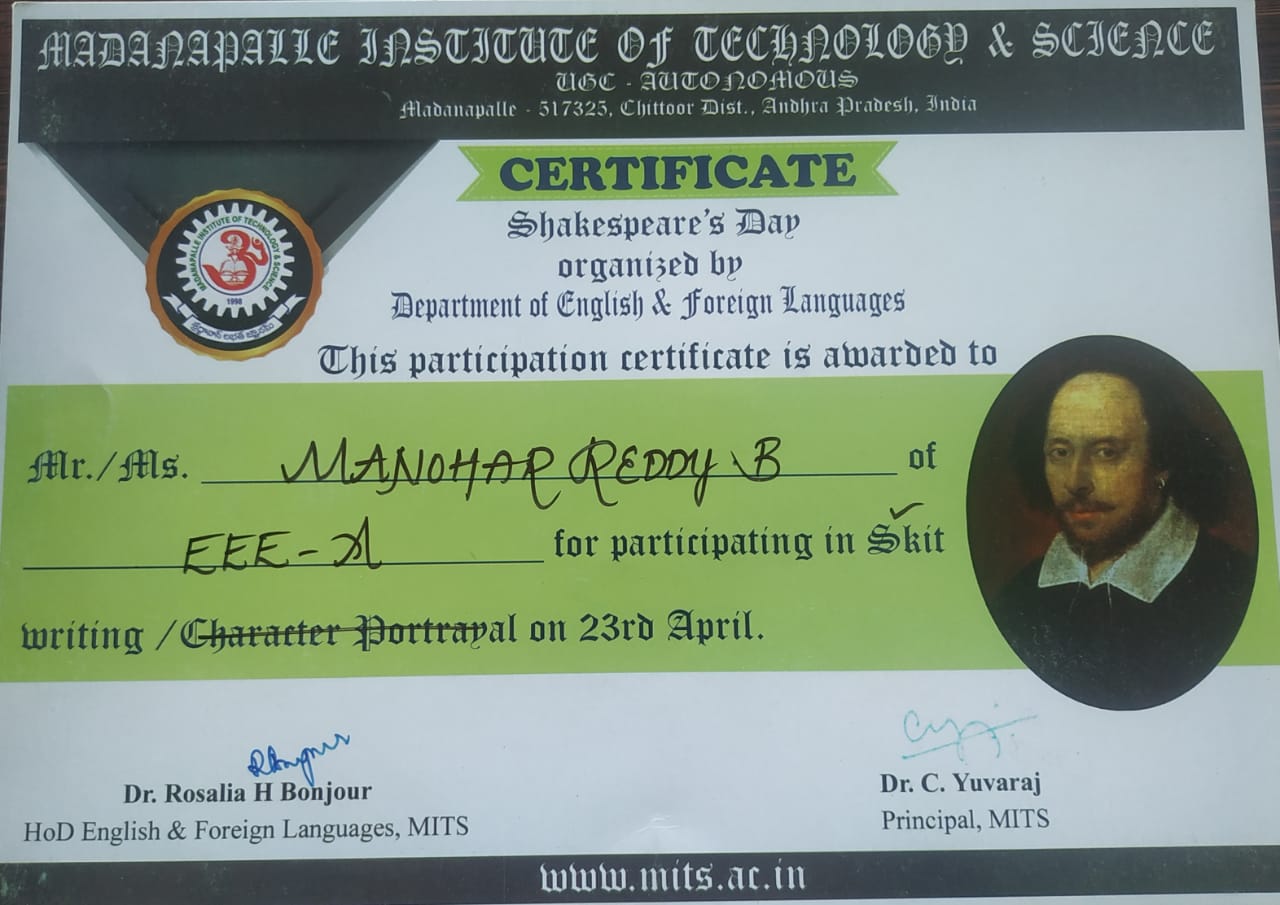 MADANAPALLE INSTITUTE OF TECHNOLOGY & SCIENCE
UGC - AUTONOMOUS
Madanapalle - 517325, Chittoor Dist., Andhra Pradesh, India
CERTIFICATE
MADANAPALLE INSTITUTE OF TECHNOLOGY & SCIENCE
1998
Shakespeare's Day
organized by
Department of English & Foreign Languages
This participation certificate is awarded to
Mr./Ms. MANOHAR REDDY B of
EEE-A for participating in Skit
writing /Character Portrayal on 23rd April.
Dr. Rosalia H Bonjour
HoD English & Foreign Languages, MITS
Dr. C. Yuvaraj
Principal, MITS
www.mits.ac.in